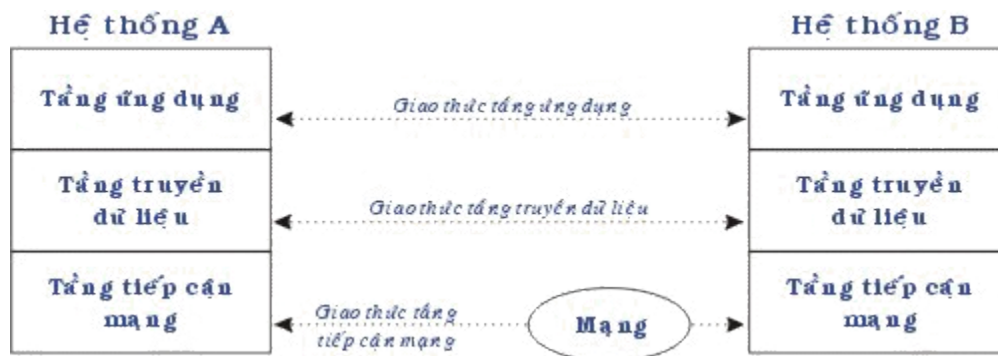 Hệ thống A
Hệ thống B
Tầng ứng dụng
Giao thức tầng ứng dụng
Tầng ứng dụng
Tầng truyền
dữ liệu
Giao thức tầng truyền dữ liệu
Tầng truyền
dữ liệu
Tầng tiếp cận
mạng
Giao thức tầng
tiếp cận mạng
Mạng
Tầng tiếp cận
mạng